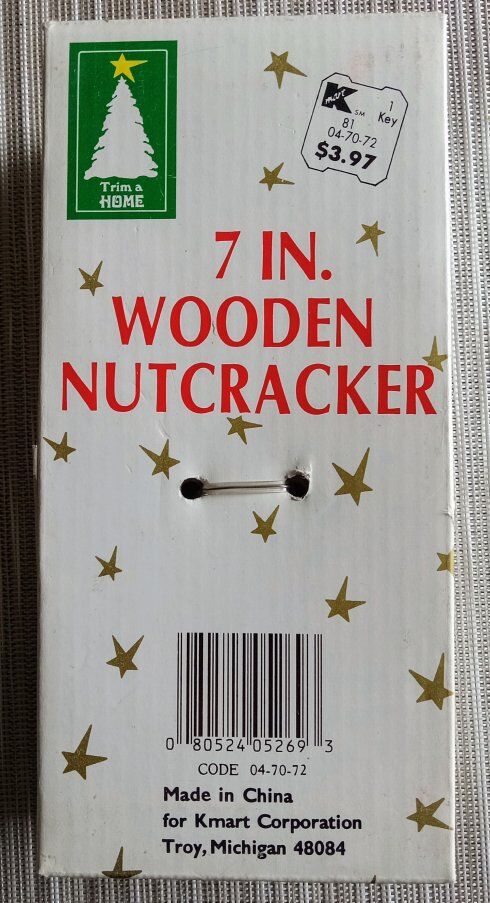 Trim a
HOME
Kmart SM 1
81 Key
04-70-72
$3.97
7 IN.
WOODEN
NUTCRACKER
0 80524 05269 3
CODE 04-70-72
Made in China
for Kmart Corporation
Troy, Michigan 48084